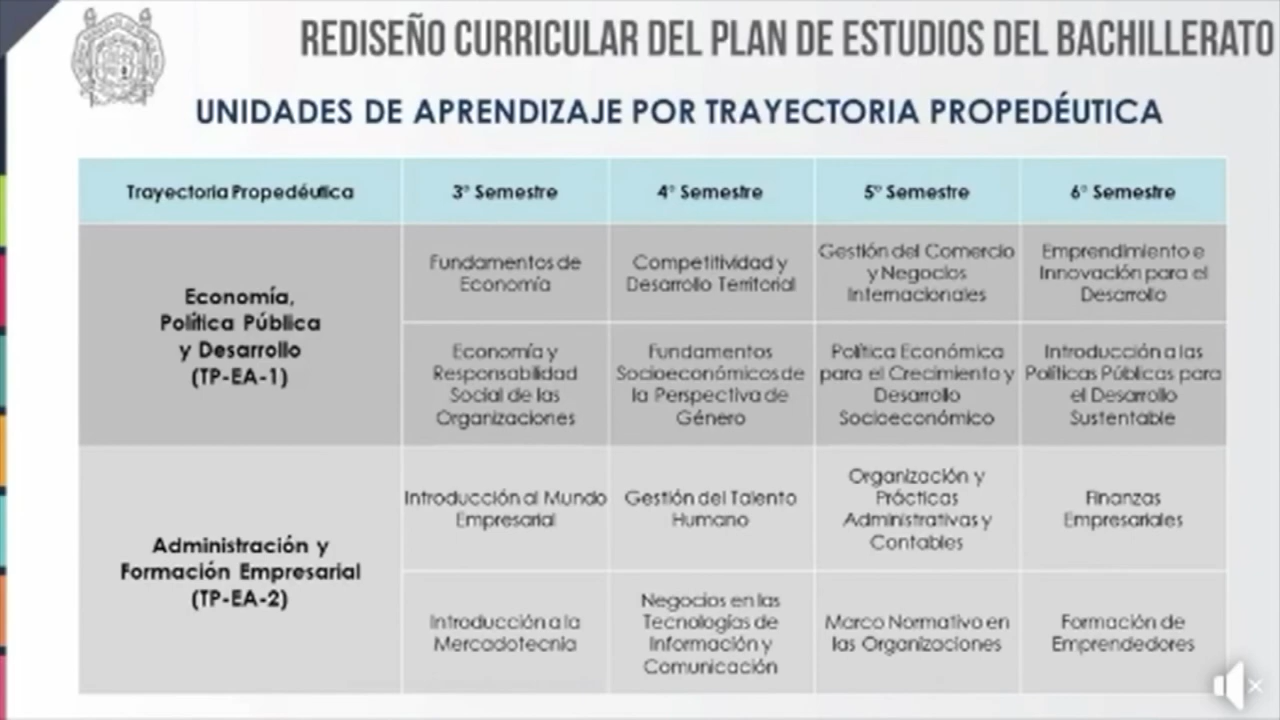 REDISEÑO CURRICULAR DEL PLAN DE ESTUDIOS DEL BACHILLERATO
UNIDADES DE APRENDIZAJE POR TRAYECTORIA PROPEDÉUTICA
Trayectoria Propedéutica
3° Semestre
4° Semestre
5° Semestre
6° Semestre
Economía,
Política Pública
y Desarrollo
(TP-EA-1)
Fundamentos de
Economía
Competitividad y
Desarrollo Territorial
Gestión del Comercio
y Negocios
Internacionales
Emprendimiento e
Innovación para el
Desarrollo
Economía y
Responsabilidad
Social de las
Organizaciones
Fundamentos
Socioeconómicos de
la Perspectiva de
Género
Política Económica
para el Crecimiento y
Desarrollo
Socioeconómico
Introducción a las
Políticas Públicas para
el Desarrollo
Sustentable
Administración y
Formación Empresarial
(TP-EA-2)
Introducción al Mundo
Empresarial
Gestión del Talento
Humano
Organización y
Prócticas
Administrativas y
Contables
Finanzas
Empresariales
Introducción a la
Mercadotecnia
Negocios en las
Tecnologías de
Información y
Comunicación
Marco Normativo en
las Organizaciones
Formación de
Emprendedores